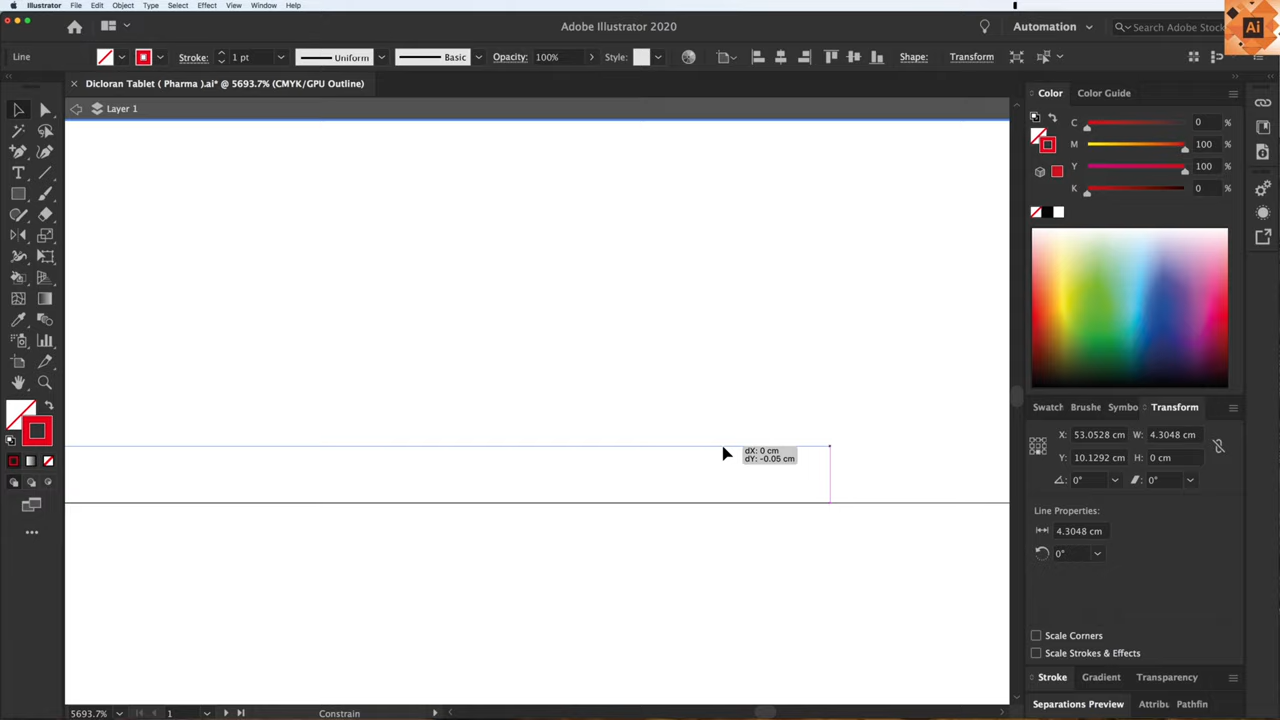 Illustrator File Edit Object Type Select Effect View Window Help
Adobe Illustrator 2020
Automation
Search Adobe Stock
Ai
Line
Stroke: 1 pt
Uniform
Basic
Opacity: 100%
Style:
Shape:
Transform
Dicloran Tablet ( Pharma ).ai* @ 5693.7% (CMYK/GPU Outline)
Layer 1
Color Color Guide
C 0 %
M 100 %
Y 100 %
K 0 %
Swatch Brushe Symbo Transform
X: 53.0528 cm W: 4.3048 cm
Y: 10.1292 cm H: 0 cm
0° 0°
Line Properties:
4.3048 cm
0°
dX: 0 cm
dY: -0.05 cm
Scale Corners
Scale Strokes & Effects
Stroke Gradient Transparency
Separations Preview Attribu Pathfin
5693.7% 1 Constrain